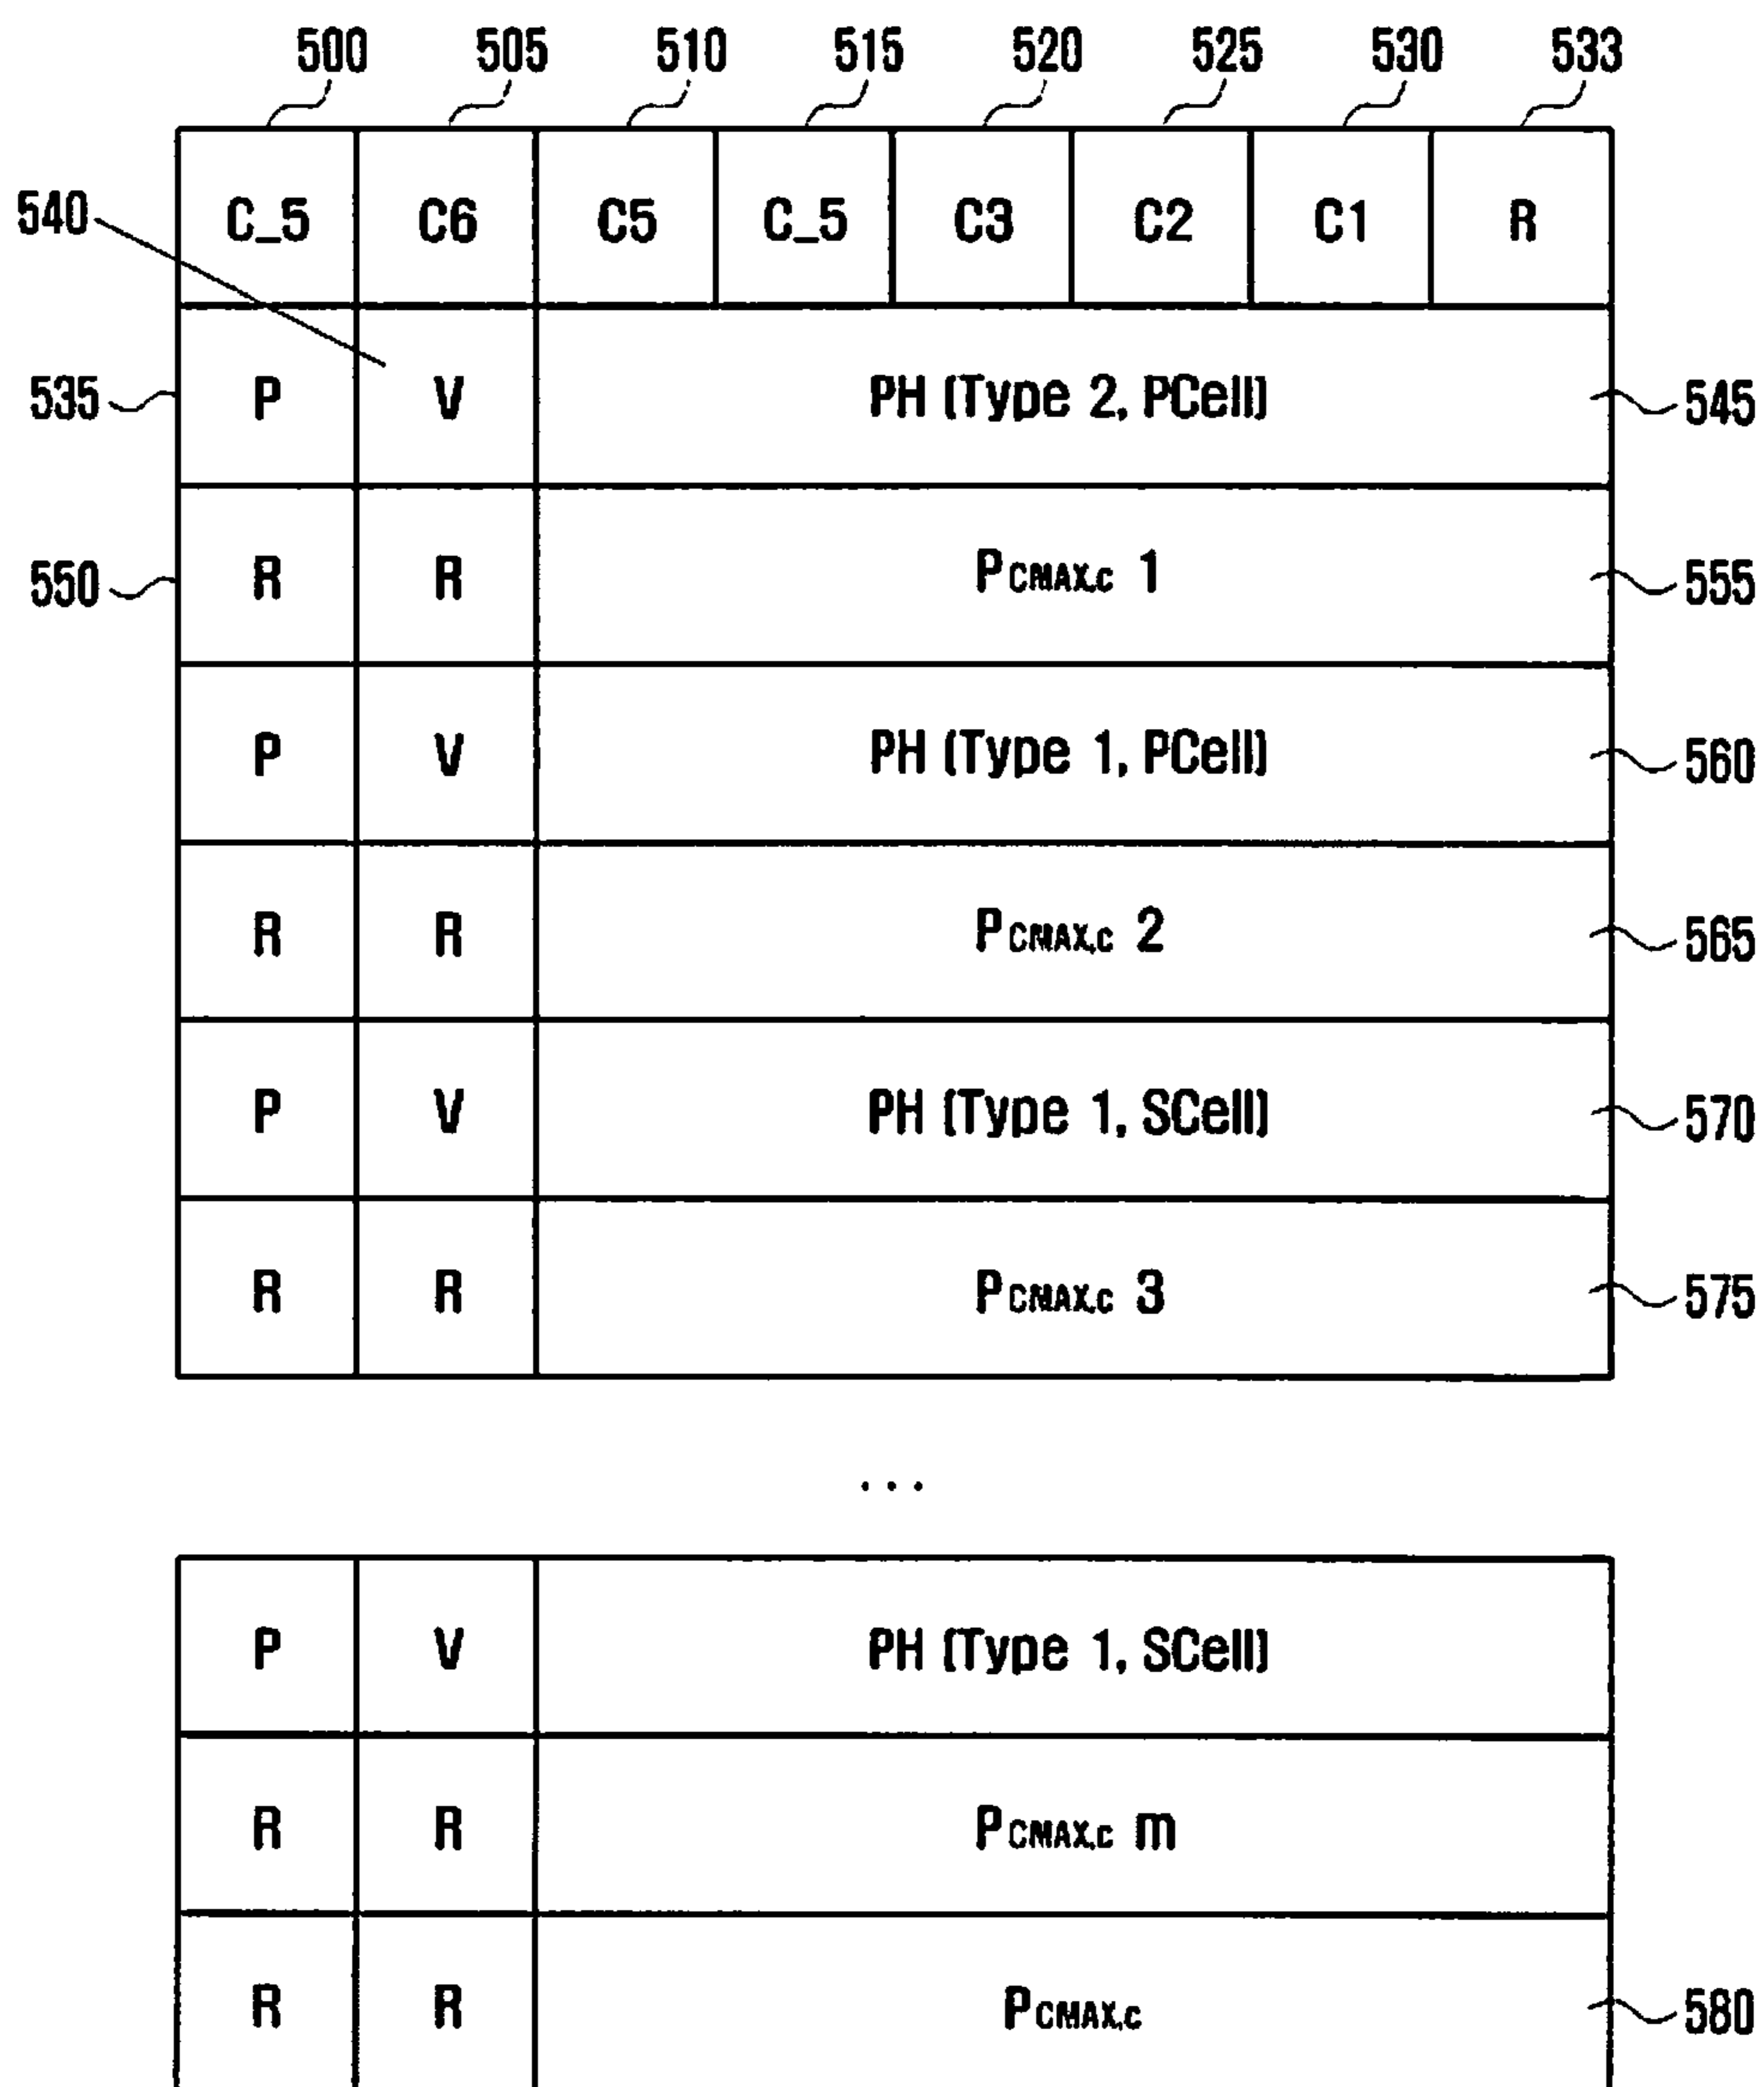 500 505 510 515 520 525 530 533
C_5 C6 C5 C_5 C3 C2 C1 R
540
535 P V PH (Type 2, PCell) 545
550 R R PCMAX,c 1 555
P V PH (Type 1, PCell) 560
R R PCMAX,c 2 565
P V PH (Type 1, SCell) 570
R R PCMAX,c 3 575
...
P V PH (Type 1, SCell)
R R PCMAX,c m
R R PCMAX,c 580